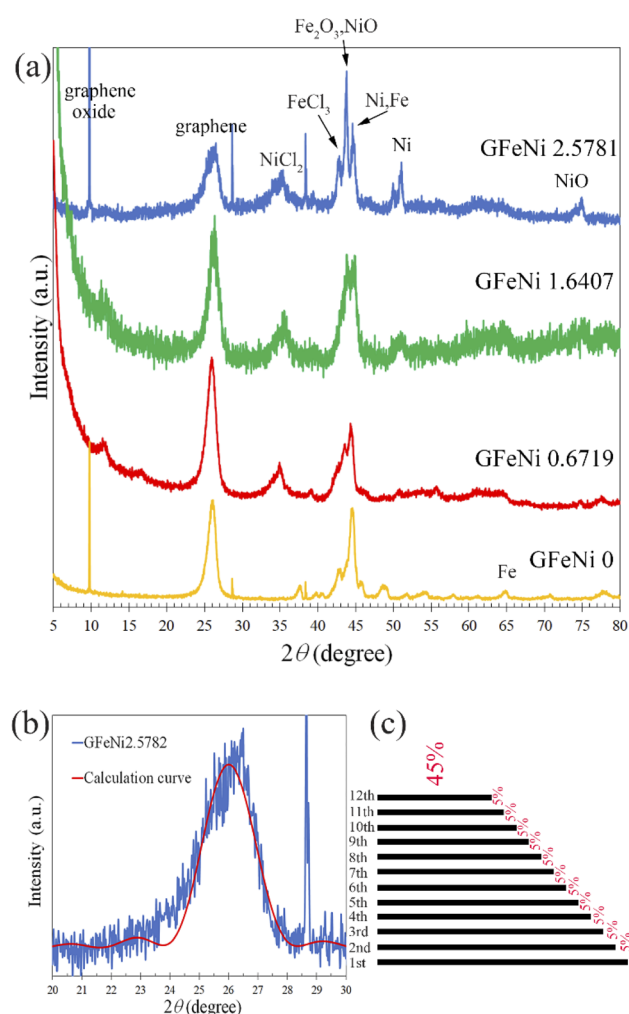 (a)
Fe2O3,NiO
graphene
oxide
graphene
NiCl2
FeCl3
Ni,Fe
Ni
NiO
GFeNi 2.5781
GFeNi 1.6407
GFeNi 0.6719
GFeNi 0
Fe
Intensity (a.u.)
5 10 15 20 25 30 35 40 45 50 55 60 65 70 75 80
2θ (degree)
(b)
GFeNi2.5782
Calculation curve
Intensity (a.u.)
20 21 22 23 24 25 26 27 28 29 30
2θ (degree)
(c)
45%
12th 5%
11th 5%
10th 5%
9th 5%
8th 5%
7th 5%
6th 5%
5th 5%
4th 5%
3rd 5%
2nd 5%
1st